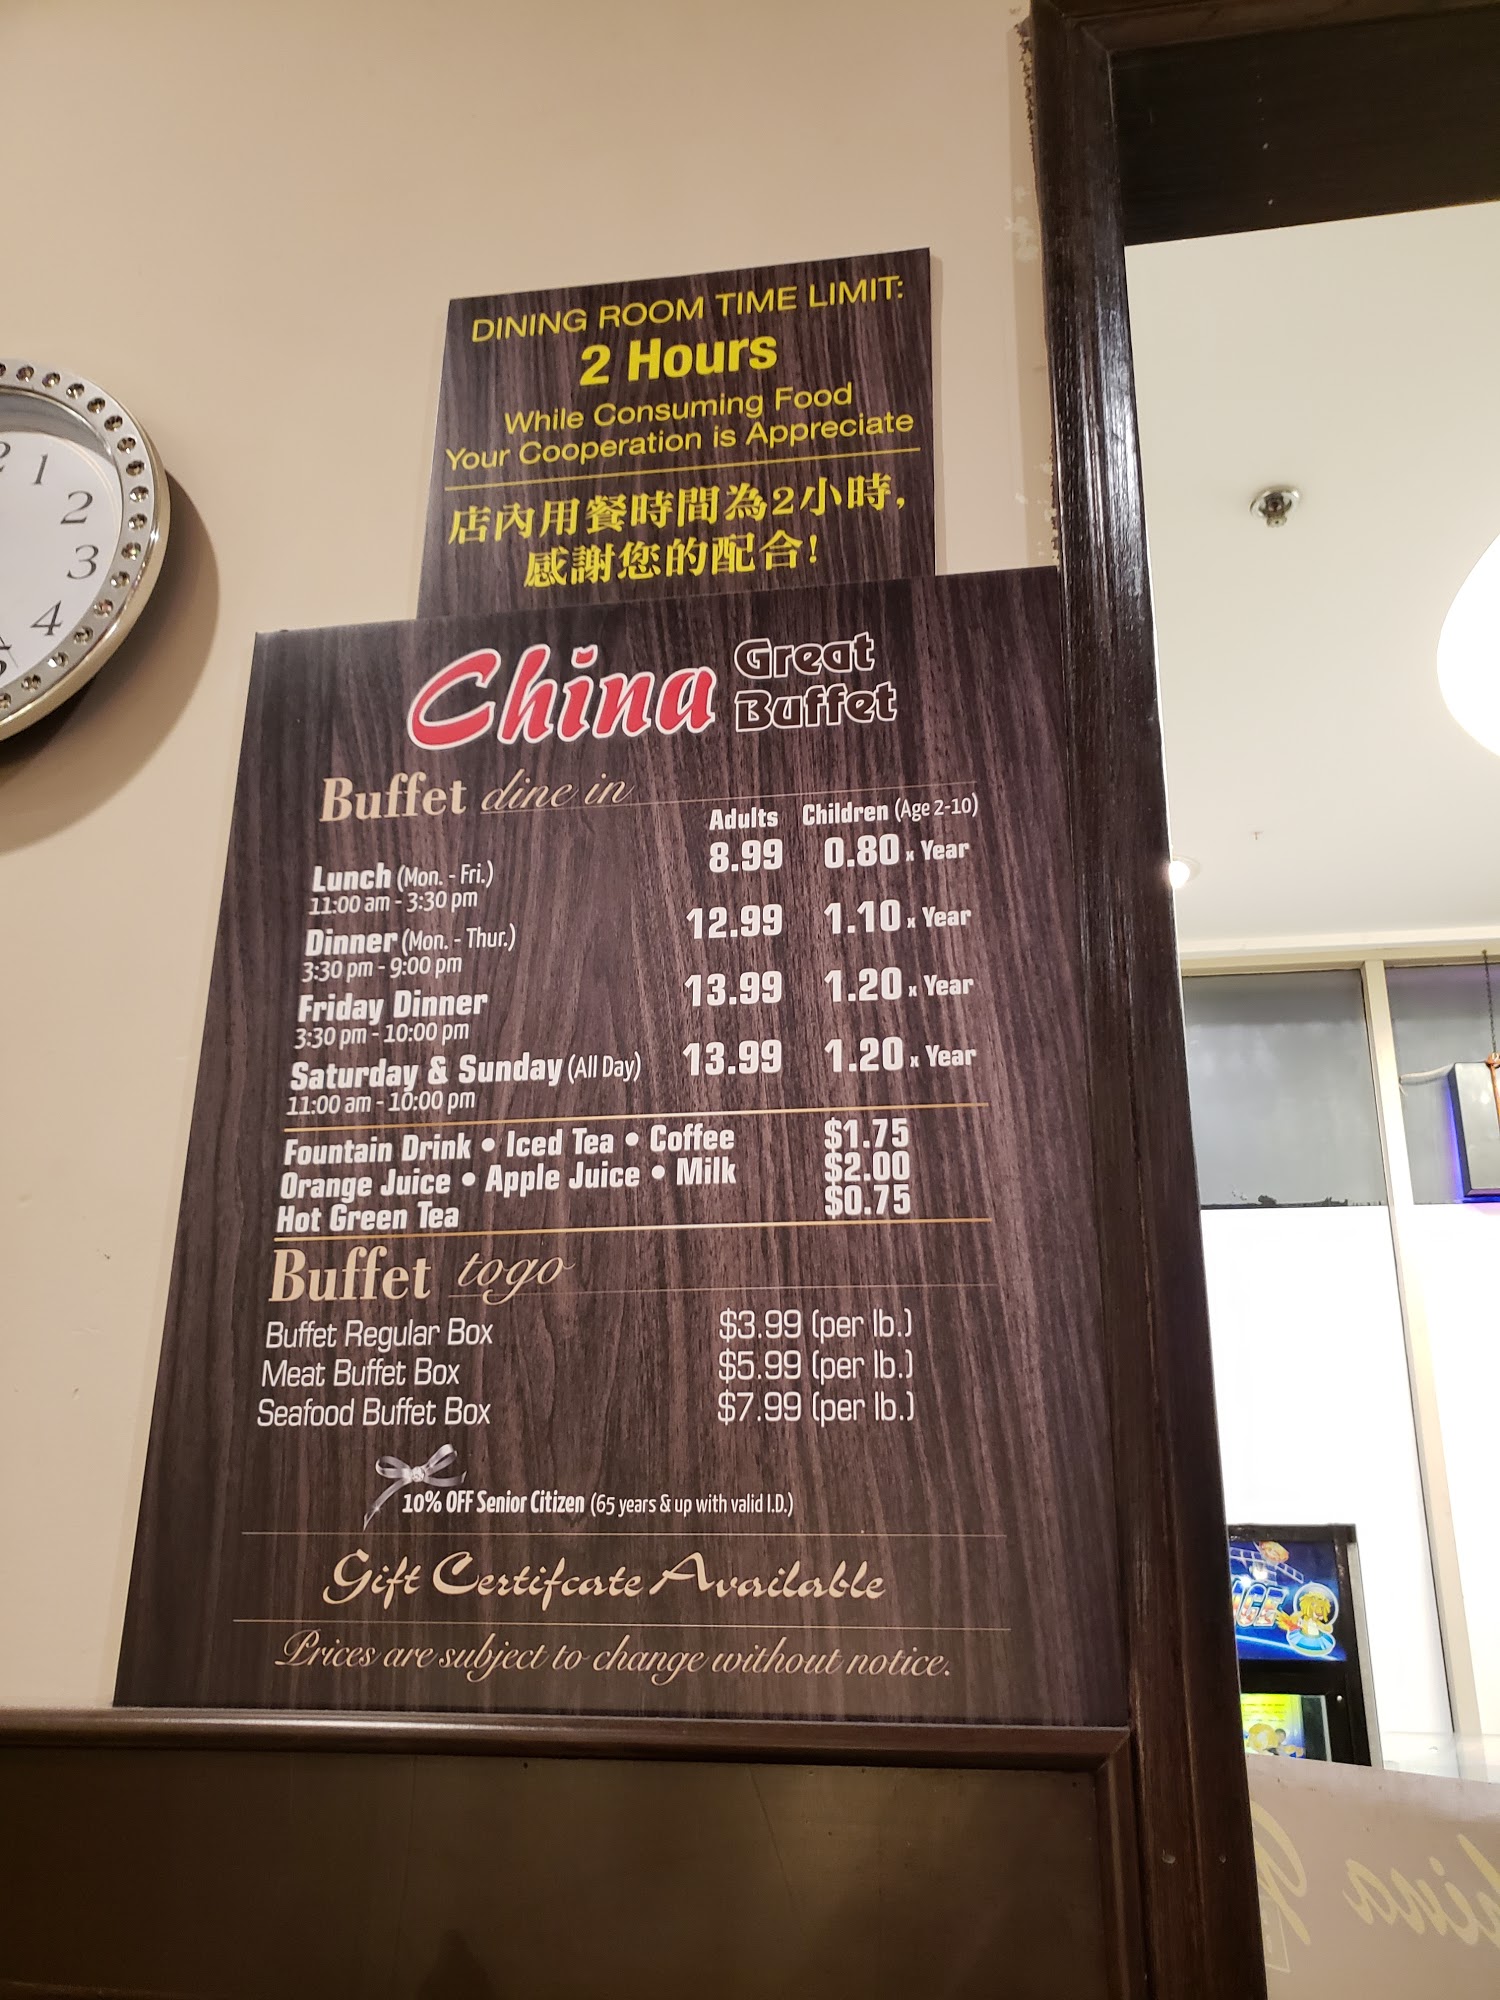 DINING ROOM TIME LIMIT:
2 Hours
While Consuming Food
Your Cooperation is Appreciate
店內用餐時間為2小時,
感謝您的配合!
1
2
3
4
China Great Buffet
Buffet dine in
Adults Children (Age 2-10)
Lunch (Mon. - Fri.) 8.99 0.80 x Year
11:00 am - 3:30 pm
Dinner (Mon. - Thur.) 12.99 1.10 x Year
3:30 pm - 9:00 pm
Friday Dinner 13.99 1.20 x Year
3:30 pm - 10:00 pm
Saturday & Sunday (All Day) 13.99 1.20 x Year
11:00 am - 10:00 pm
Fountain Drink • Iced Tea • Coffee $1.75
Orange Juice • Apple Juice • Milk $2.00
Hot Green Tea $0.75
Buffet togo
Buffet Regular Box $3.99 (per lb.)
Meat Buffet Box $5.99 (per lb.)
Seafood Buffet Box $7.99 (per lb.)
10% OFF Senior Citizen (65 years & up with valid I.D.)
Gift Certifcate Available
Prices are subject to change without notice.